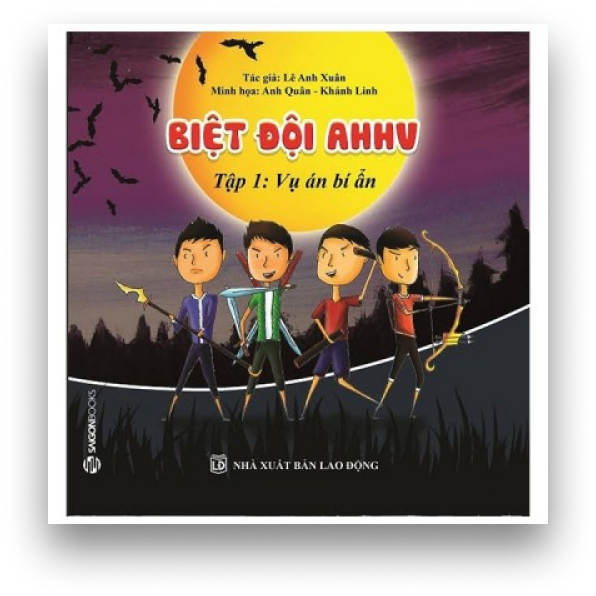 Tác giả: Lê Anh Xuân
Minh họa: Anh Quân - Khánh Linh
BIỆT ĐỘI AHHV
Tập 1: Vụ án bí ẩn
SAIGONBOOKS
LĐ NHÀ XUẤT BẢN LAO ĐỘNG